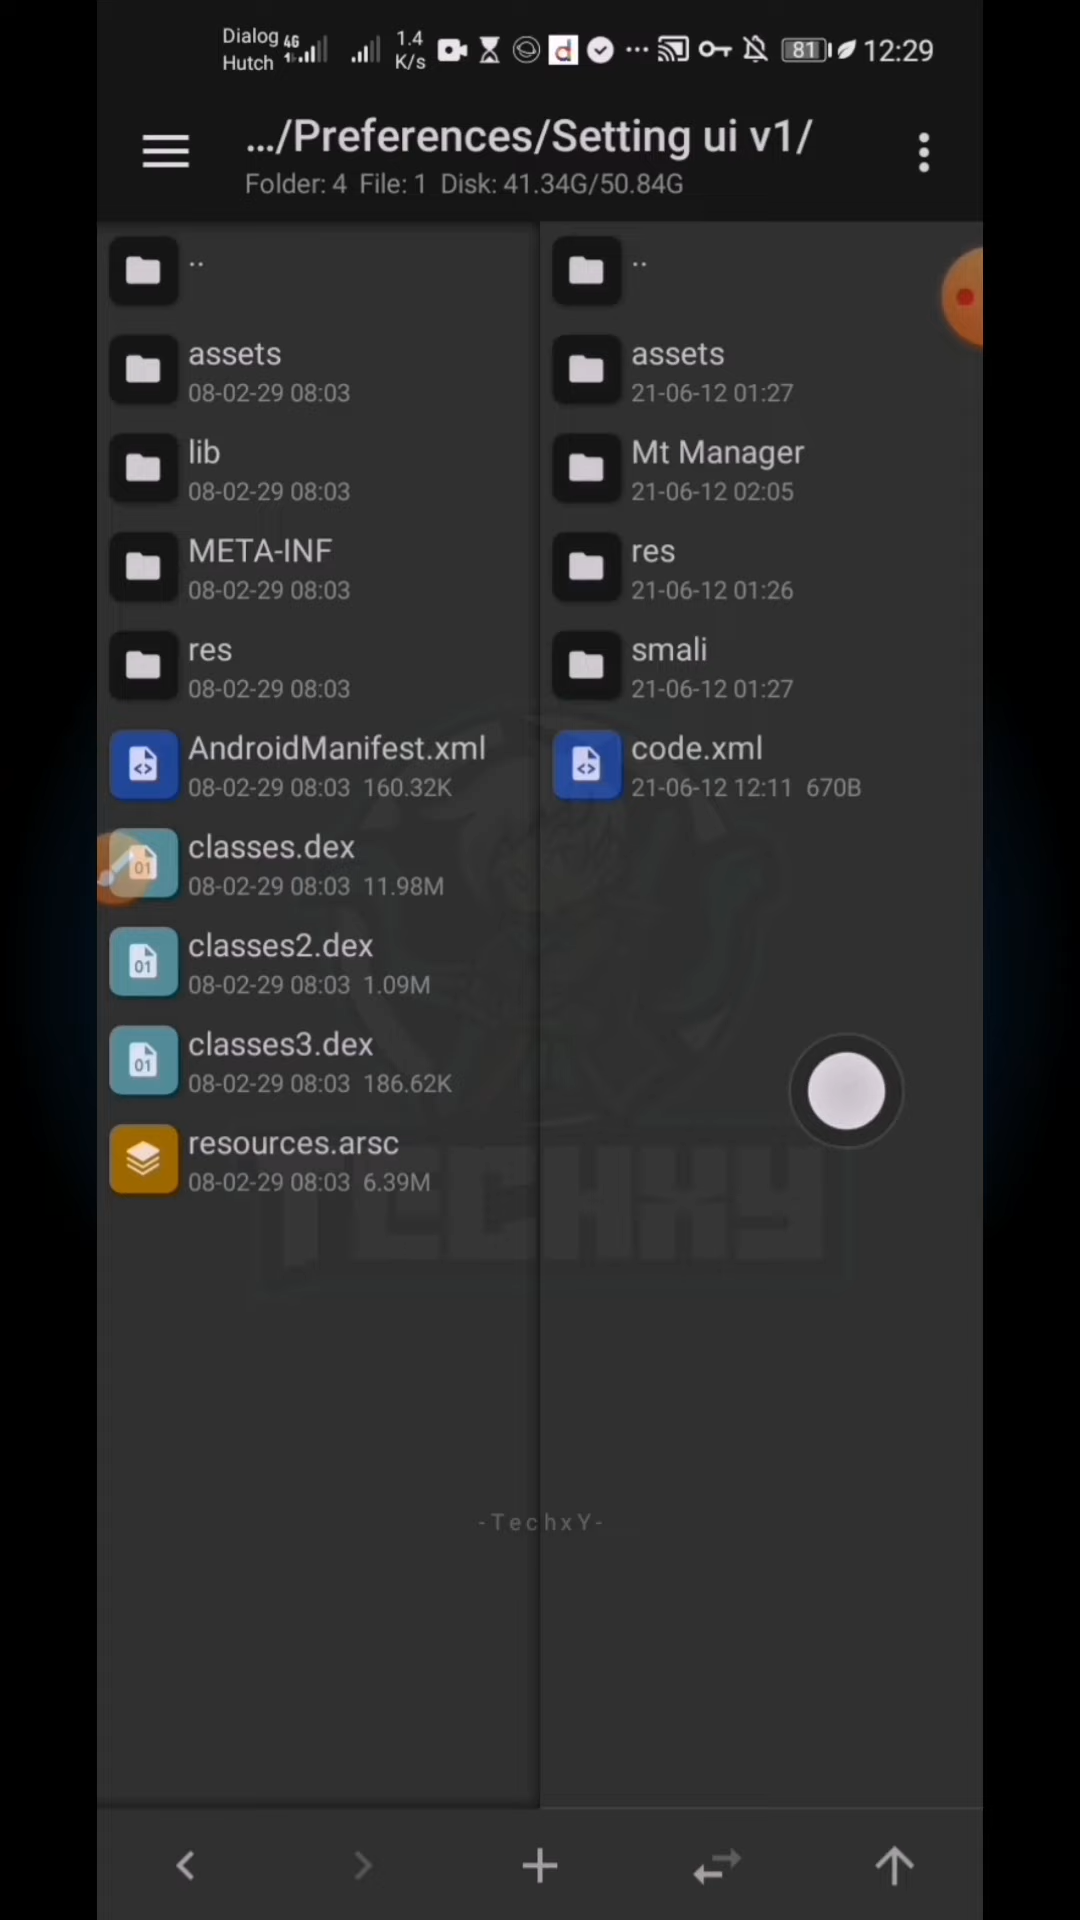 Dialog 4G 1.4
Hutch K/s 81 12:29
.../Preferences/Setting ui v1/
Folder: 4 File: 1 Disk: 41.34G/50.84G
..
assets
08-02-29 08:03
lib
08-02-29 08:03
META-INF
08-02-29 08:03
res
08-02-29 08:03
AndroidManifest.xml
08-02-29 08:03 160.32K
01
classes.dex
08-02-29 08:03 11.98M
01
classes2.dex
08-02-29 08:03 1.09M
01
classes3.dex
08-02-29 08:03 186.62K
resources.arsc
08-02-29 08:03 6.39M
..
assets
21-06-12 01:27
Mt Manager
21-06-12 02:05
res
21-06-12 01:26
smali
21-06-12 01:27
code.xml
21-06-12 12:11 670B
TECHXY
-TechxY-